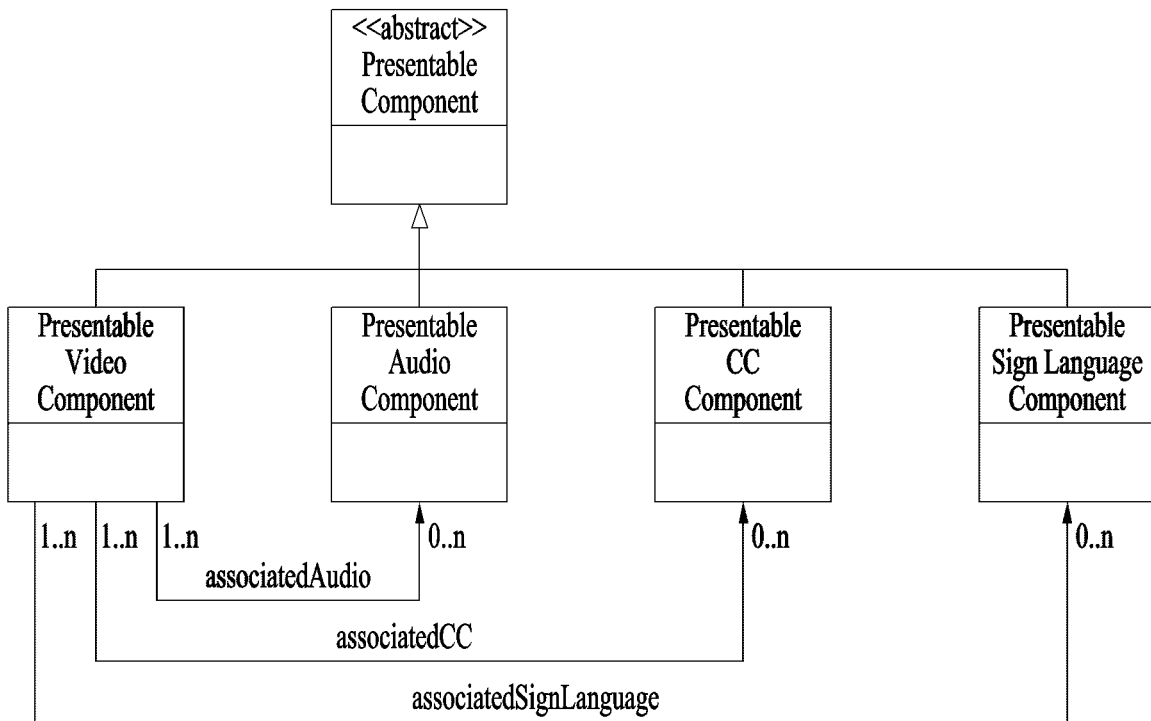 <<abstract>>
Presentable
Component
Presentable
Video
Component
Presentable
Audio
Component
Presentable
CC
Component
Presentable
Sign Language
Component
1..n
1..n
1..n
0..n
0..n
0..n
associatedAudio
associatedCC
associatedSignLanguage